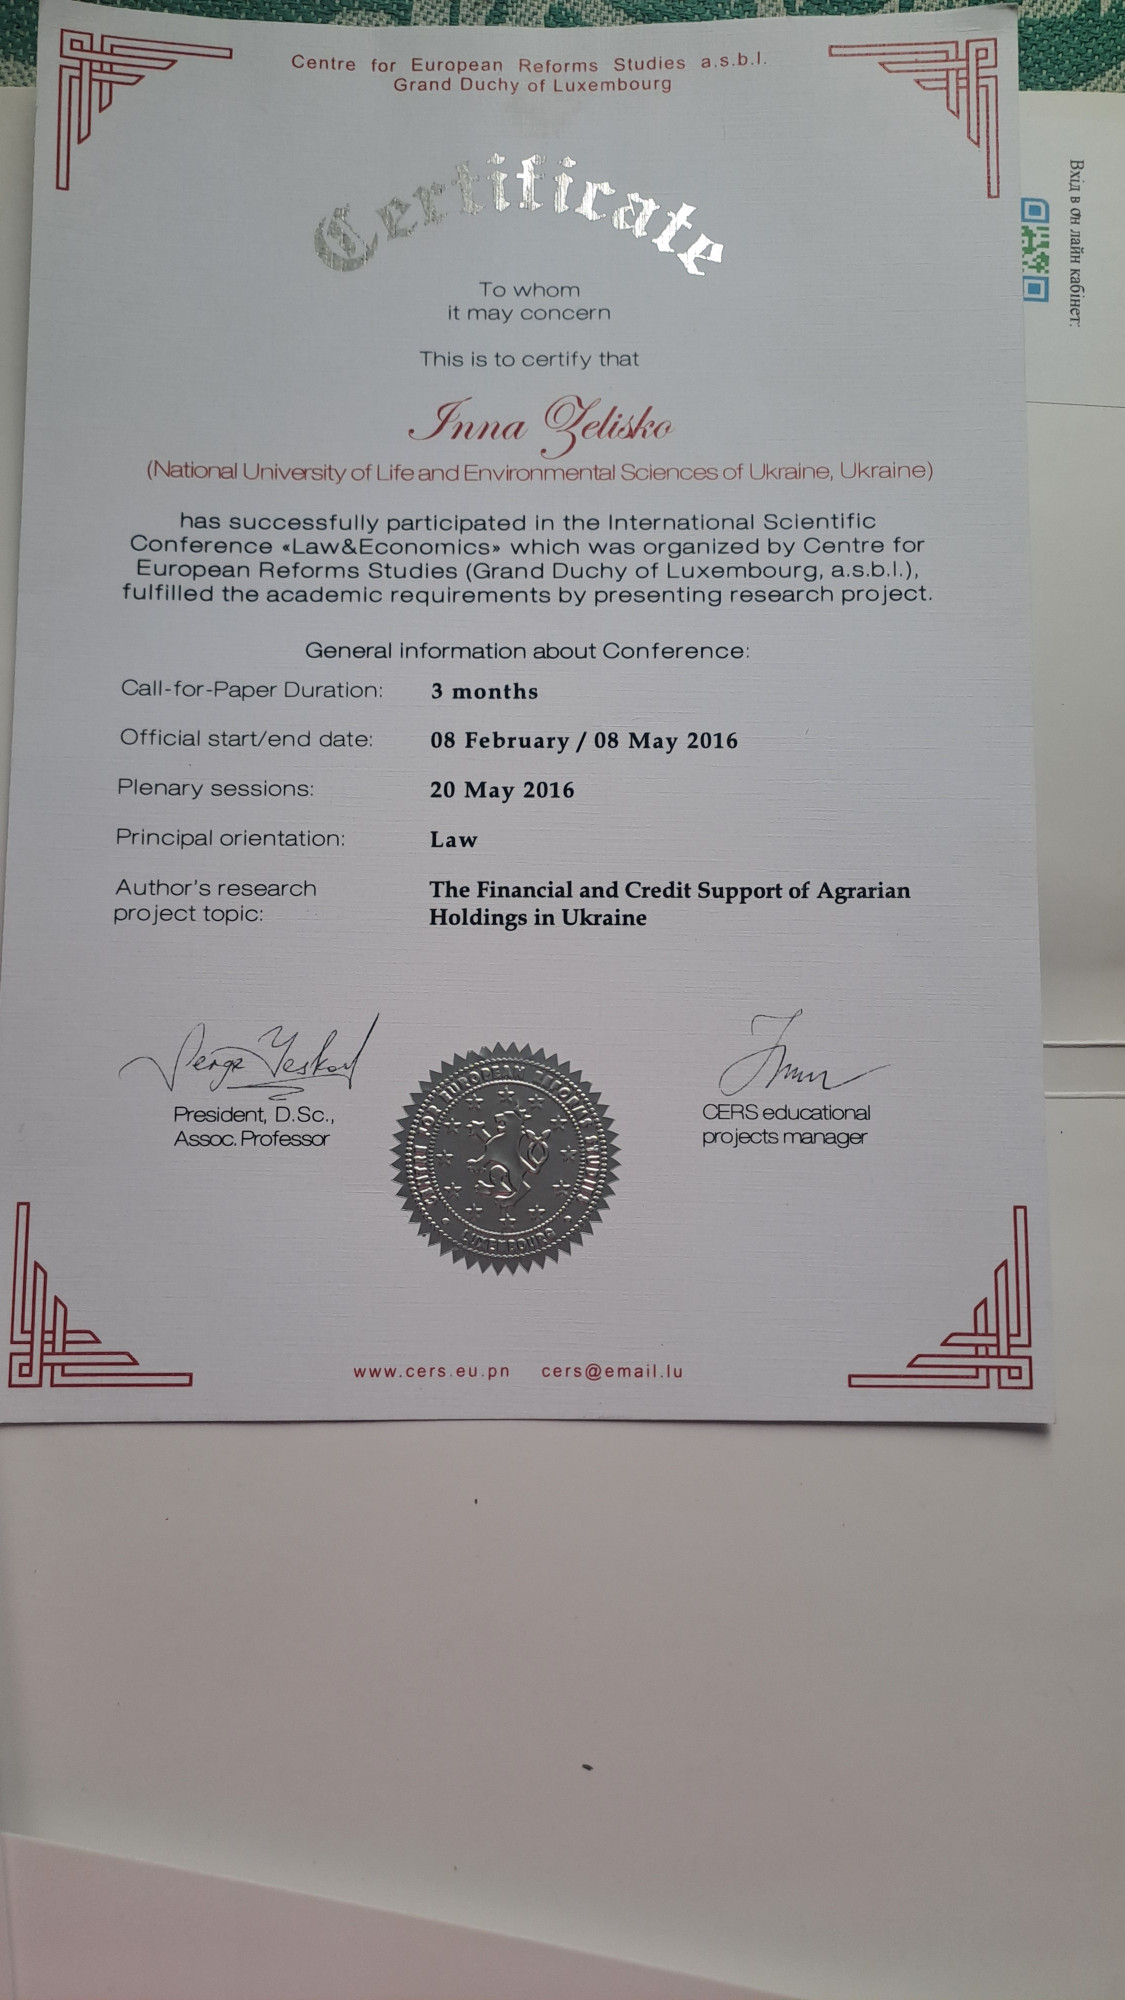 Centre for European Reforms Studies a.s.b.l.
Grand Duchy of Luxembourg
Certificate
To whom
it may concern
This is to certify that
Inna Zelisko
(National University of Life and Environmental Sciences of Ukraine, Ukraine)
has successfully participated in the International Scientific
Conference «Law&Economics» which was organized by Centre for
European Reforms Studies (Grand Duchy of Luxembourg, a.s.b.l.),
fulfilled the academic requirements by presenting research project.
General information about Conference:
Call-for-Paper Duration: 3 months
Official start/end date: 08 February / 08 May 2016
Plenary sessions: 20 May 2016
Principal orientation: Law
Author's research The Financial and Credit Support of Agrarian
project topic: Holdings in Ukraine
President, D.Sc.,
Assoc. Professor
CERS educational
projects manager
CENTRE FOR EUROPEAN REFORMS STUDIES
LUXEMBOURG
www.cers.eu.pn cers@email.lu
Вхід в он лайн кабінет: